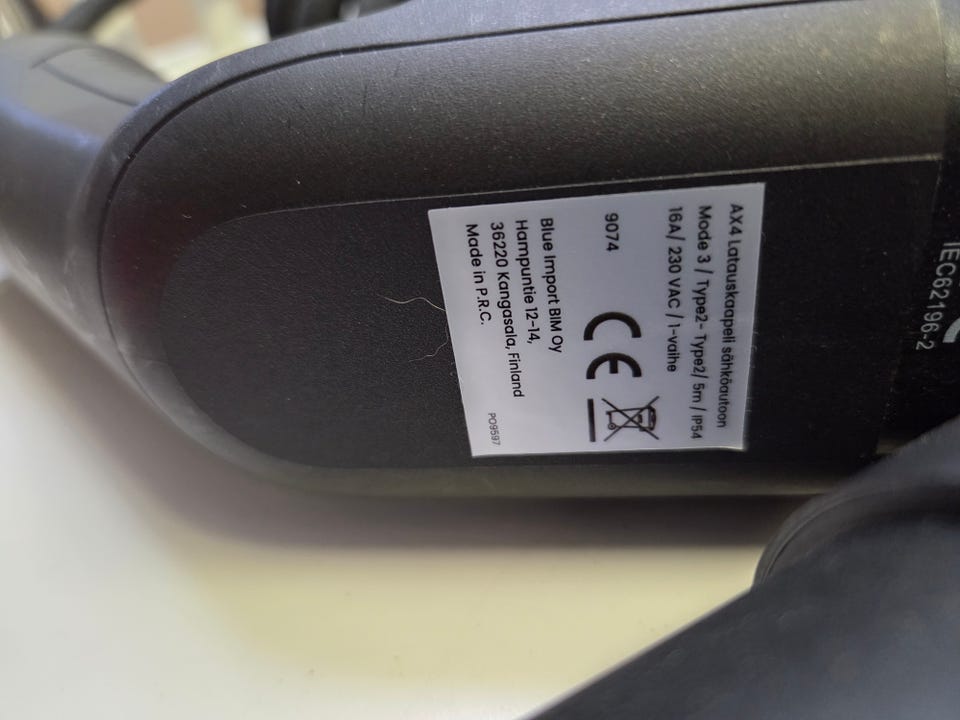 AX4 Latauskaapeli sähköautoon
Mode 3 / Type2- Type2/ 5m / IP54
16A/ 230 VAC / 1-vaihe
9074
CE
Blue Import BIM Oy
Hampuntie 12-14,
36220 Kangasala, Finland
Made in P.R.C.
PO9597
IEC62196-2